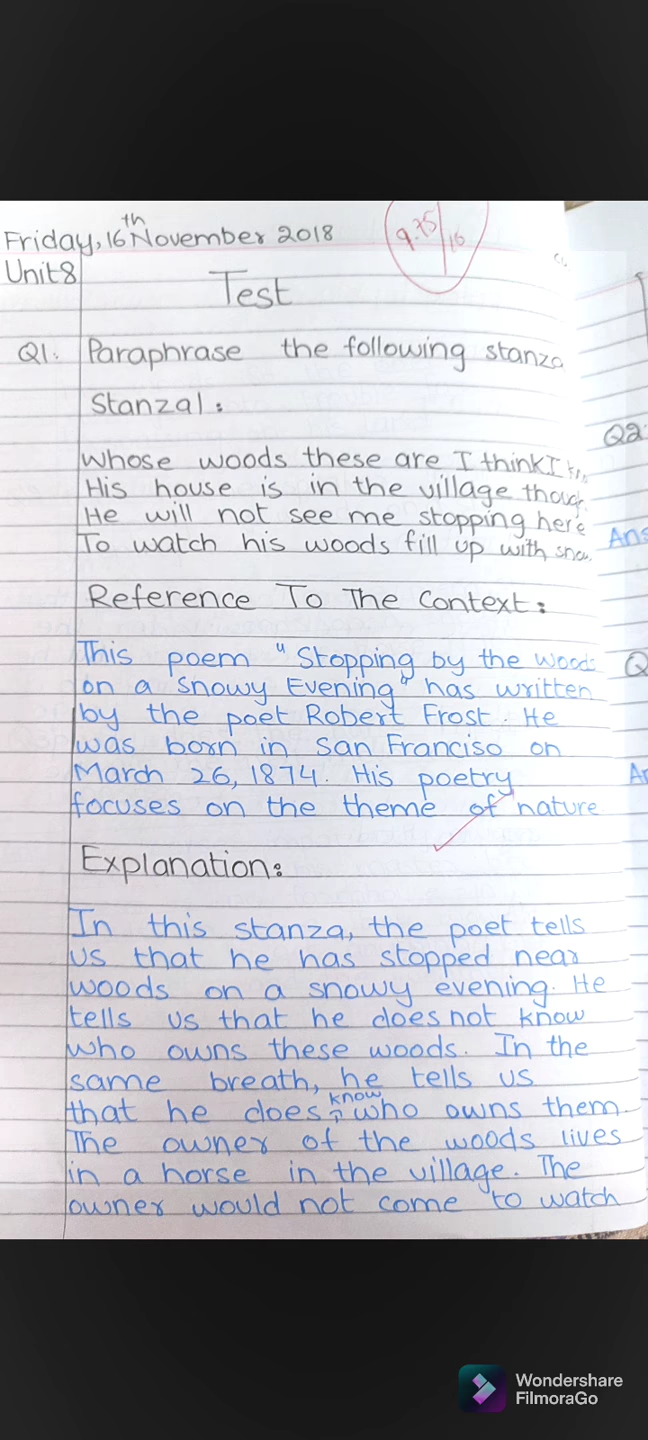 Friday, 16th November 2018
9.75/
Unit 8
Test
Q1. Paraphrase the following stanza
Stanza1:
Whose woods these are I think I
His house is in the village
He will not see me stopping here
To watch his woods fill up with
Reference To The Context:
This poem "Stopping by the Woods
on a Snowy Evening" has written
by the poet Robert Frost. He
was born in San Franciso on
March 26, 1874. His poetry
focuses on the theme of nature
Explanation:
In this stanza, the poet tells
us that he has stopped near
woods on a snowy evening. He
tells us that he does not know
who owns these woods. In the
same breath, he tells us
that he does know who owns them.
The owner of the woods lives
in a horse in the village. The
owner would not come to watch
Q2
Ans
Q
Wondershare
FilmoraGo